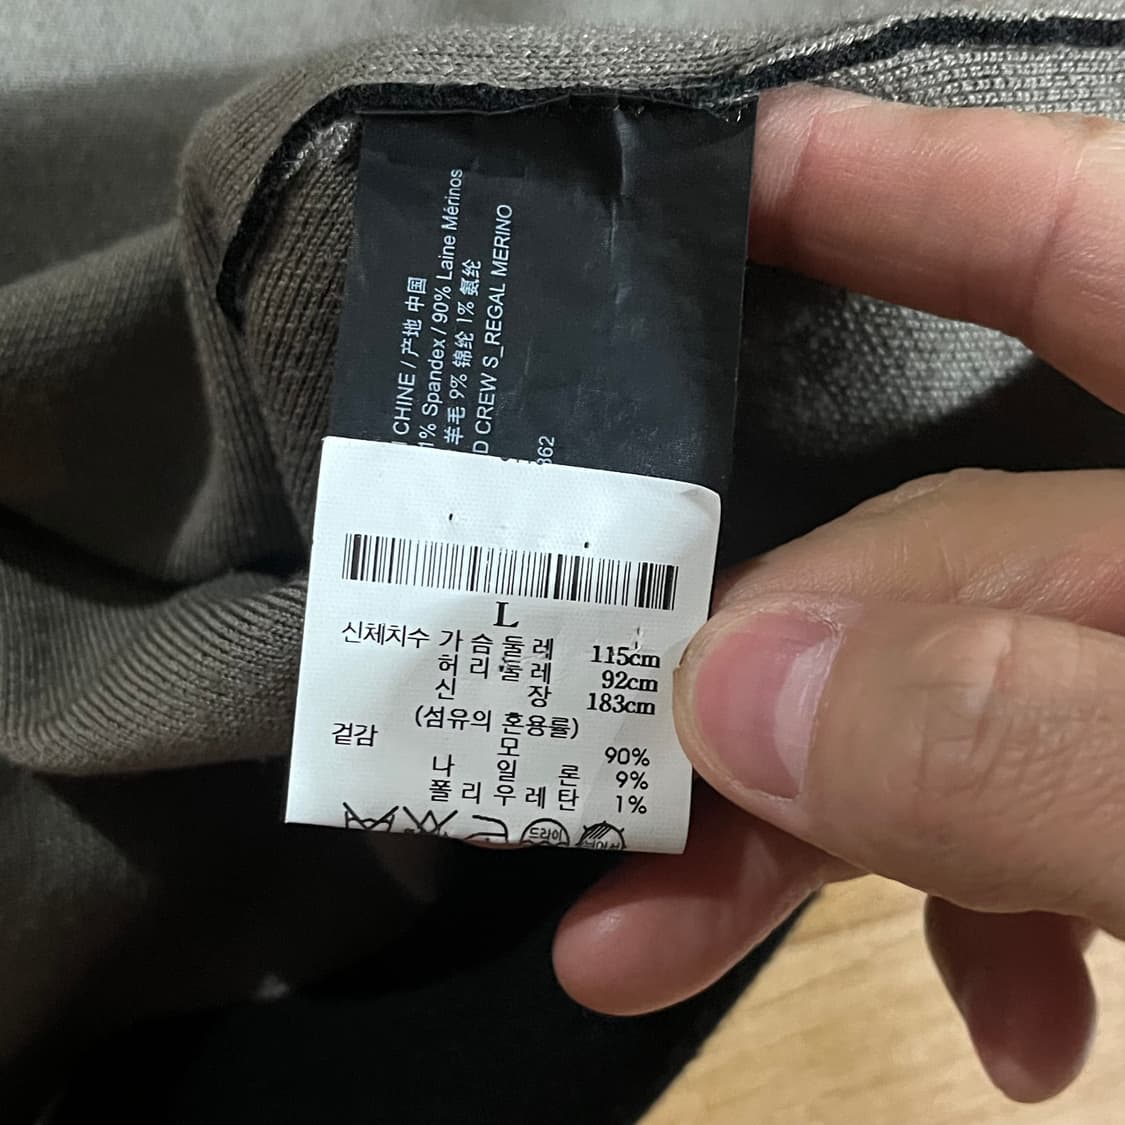 CHINE / 产地 中国
1% Spandex / 90% Laine Mérinos
羊毛 9% 锦纶 1% 氨纶
D CREW S_REGAL MERINO
862
L
신체치수 가슴둘레 115cm
허리둘레 92cm
신장 183cm
(섬유의 혼용률)
겉감
모 90%
나일론 9%
폴리우레탄 1%
드라이